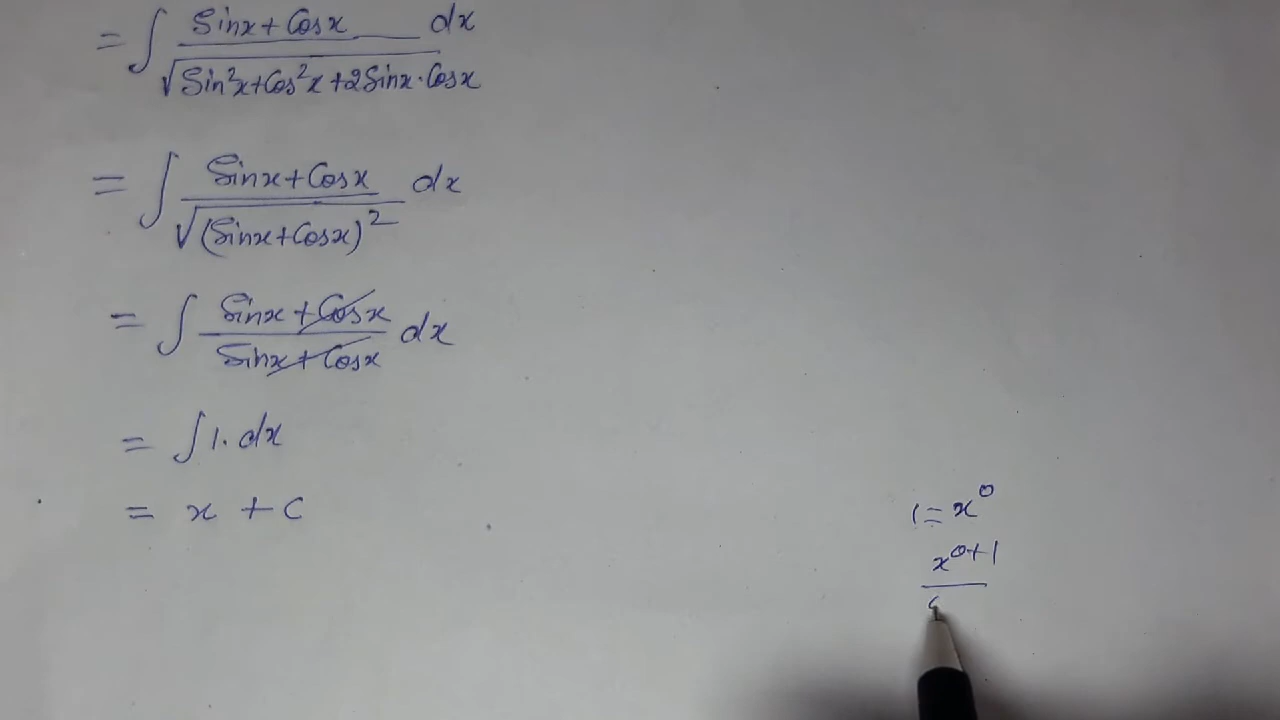 = ∫ Sinx + Cosx / √Sin²x + Cos²x + 2Sinx·Cosx dx
= ∫ Sinx + Cosx / √(Sinx + Cosx)² dx
= ∫ Sinx + Cosx / Sinx + Cosx dx
= ∫ 1. dx
= x + C
1 = x⁰
x⁰⁺¹